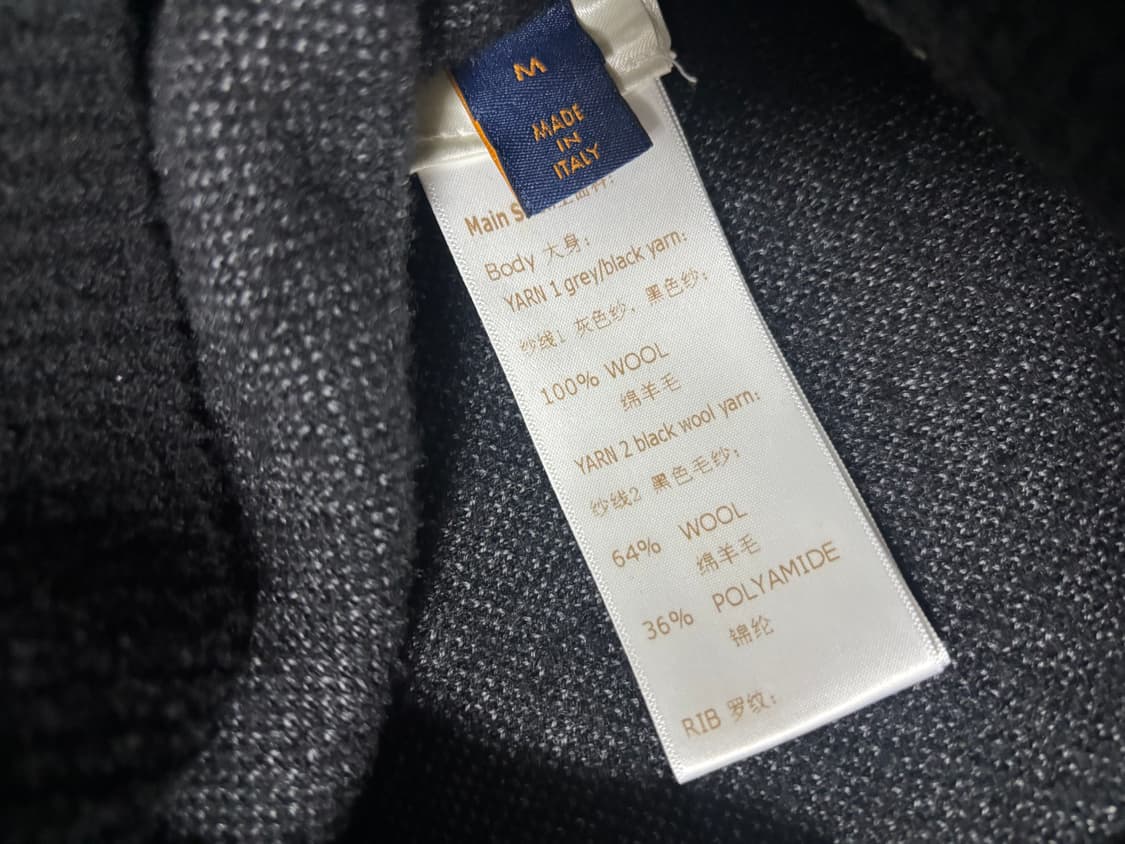 M
MADE
IN
ITALY
Main
Body 大身:
YARN 1 grey/black yarn:
纱线1 灰色纱, 黑色纱:
100% WOOL
绵羊毛
YARN 2 black wool yarn:
纱线2 黑色毛纱:
64% WOOL
绵羊毛
36% POLYAMIDE
锦纶
RIB 罗纹: